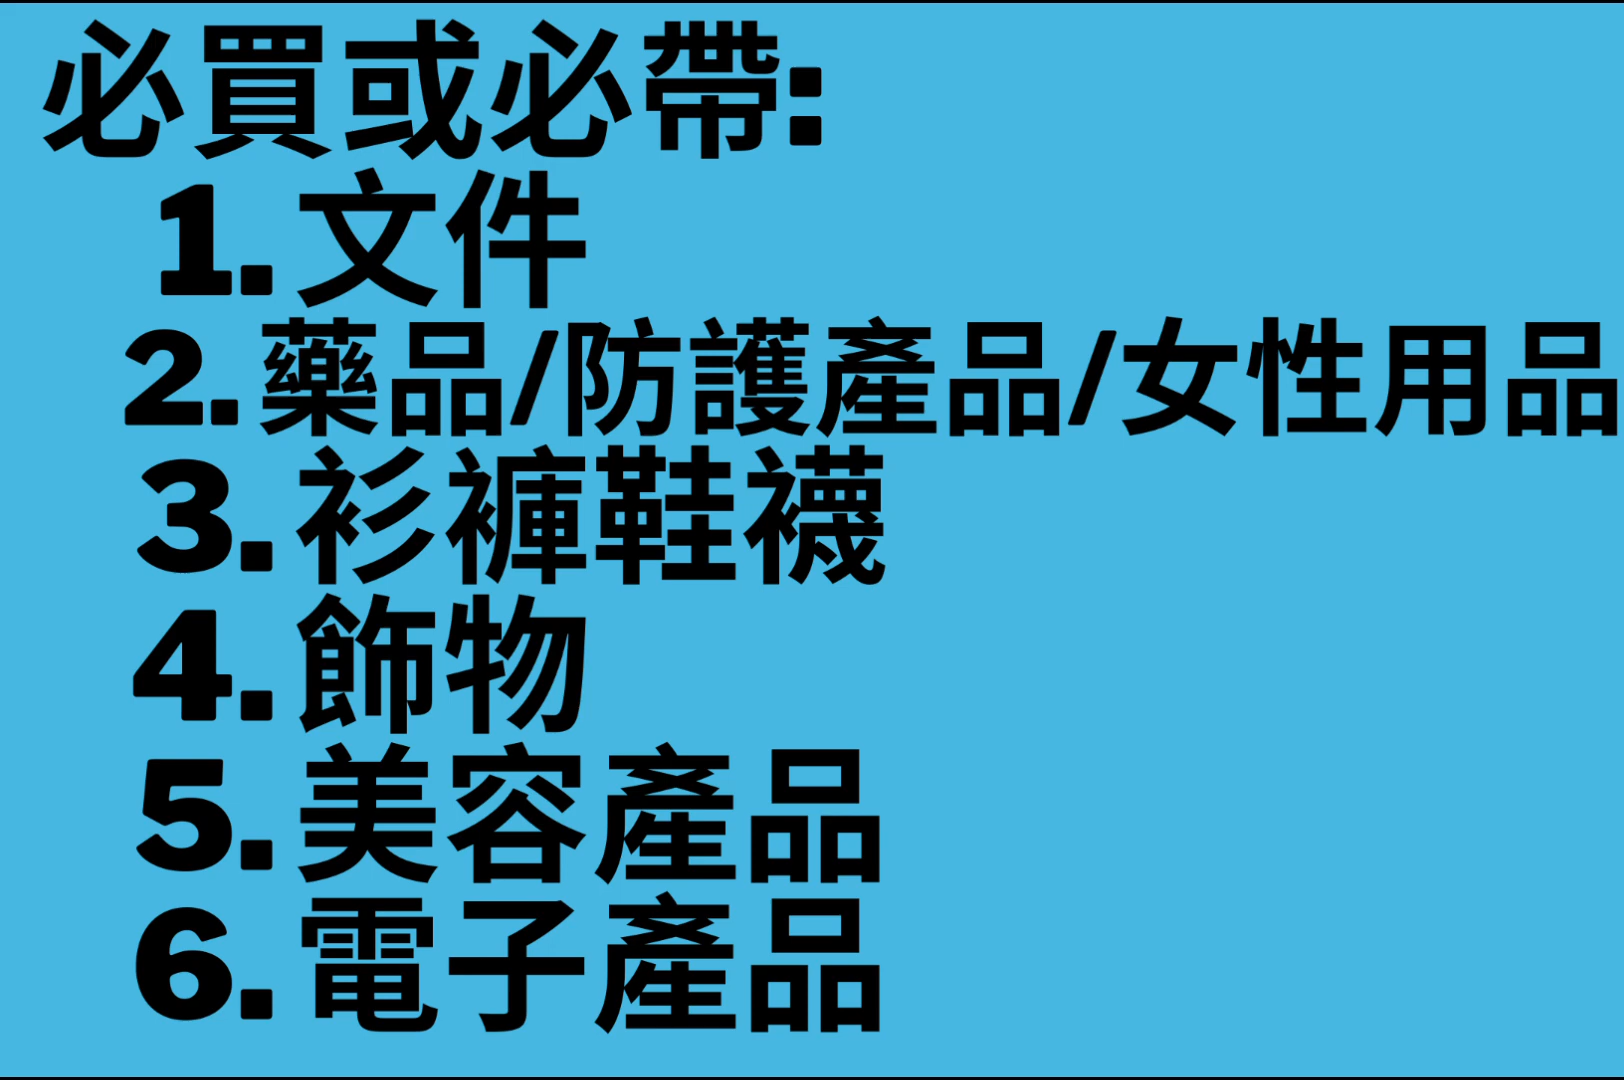 必買或必帶:
1. 文件
2. 藥品/防護產品/女性用品
3. 衫褲鞋襪
4. 飾物
5. 美容產品
6. 電子產品